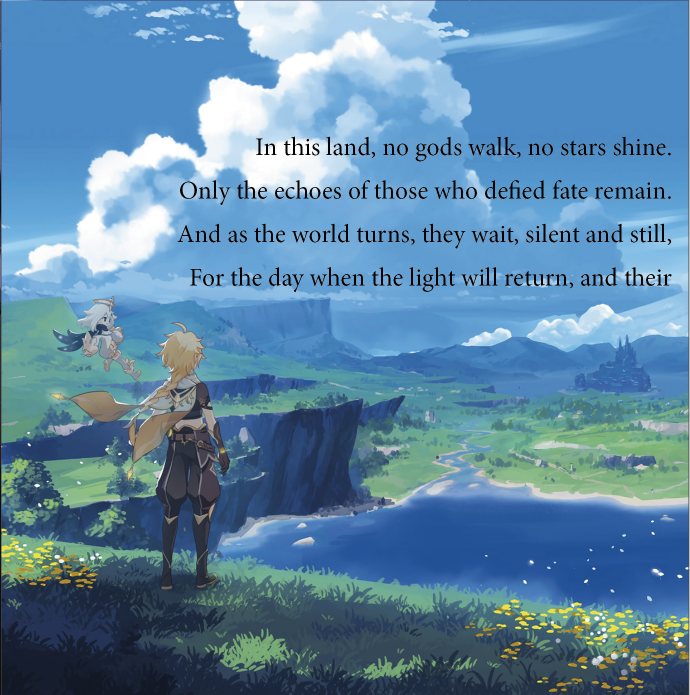 In this land, no gods walk, no stars shine.
Only the echoes of those who defied fate remain.
And as the world turns, they wait, silent and still,
For the day when the light will return, and their